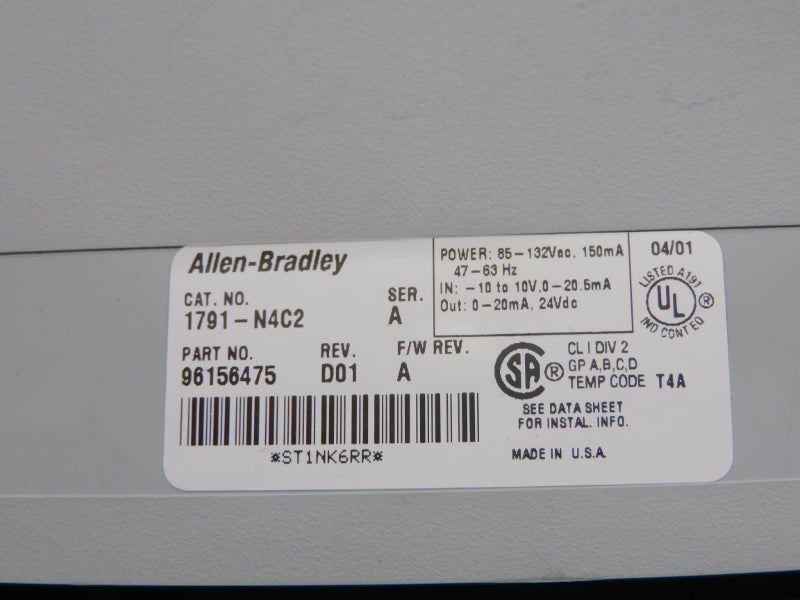 Allen-Bradley
CAT. NO.
1791-N4C2
SER.
A
PART NO.
96156475
REV.
D01
F/W REV.
A
*ST1NK6RR*
POWER: 85-132Vac, 150mA
47-63 Hz
IN: -10 to 10V,0-20.5mA
Out: 0-20mA, 24Vdc
04/01
LISTED A191
UL ®
IND CONT EQ
SA ®
CL I DIV 2
GP A,B,C,D
TEMP CODE T4A
SEE DATA SHEET
FOR INSTAL. INFO.
MADE IN U.S.A.